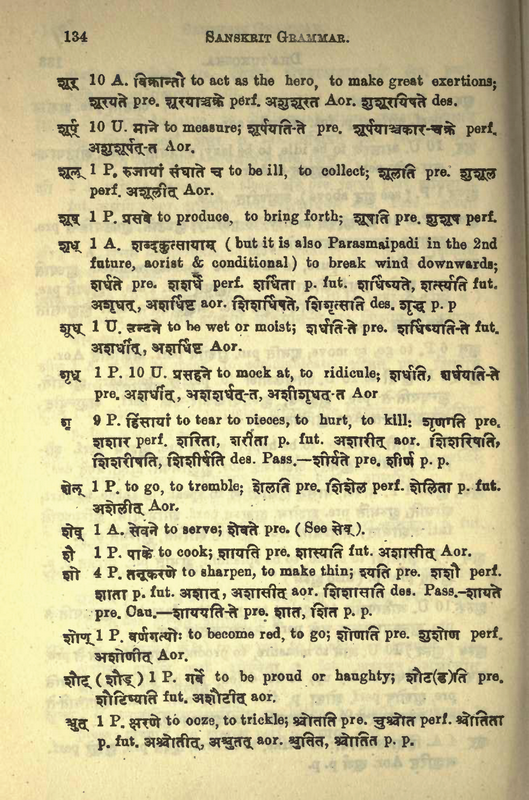 134 SANSKRIT GRAMMAR.
शूर् 10 A. विक्रान्तौ to act as the hero, to make great exertions;
शूरयते pre. शूरयाञ्चक्रे perf. अशुशूरत Aor. शुशूरयिषते des.
शूर्प् 10 U. माने to measure; शूर्पयति-ते pre. शूर्पयाञ्चकार-चक्रे perf.
अशुशूर्पत्-त Aor.
शूल् 1 P. रुजायां संघाते च to be ill, to collect; शूलति pre. शुशूल
perf. अशूलीत् Aor.
शूष् 1 P. प्रसवे to produce, to bring forth; शूषति pre. शुशूष perf.
शृध् 1 A. शब्दकुत्सायाम् (but it is also Parasmaipadi in the 2nd
future, aorist & conditional) to break wind downwards;
शर्धते pre. शशर्धे perf. शर्धिता p. fut. शर्धिष्यते, शर्त्स्यति fut.
अशृधत्, अशर्धिष्ट aor. शिशर्धिषते, शिशृत्सति des. शृद्ध p. p
शृध् 1 U. उन्दने to be wet or moist; शर्धति-ते pre. शर्धिष्यति-ते fut.
अशर्धीत्, अशर्धिष्ट Aor.
शृध् 1 P. 10 U. प्रसहने to mock at, to ridicule; शर्धति, शर्धयति-ते
pre. अशर्धीत्, अशशर्धत्-त, अशीशृधत्-त Aor
शॄ 9 P. हिंसायां to tear to pieces, to hurt, to kill: शृणाति pre.
शशार perf. शरिता, शरीता p. fut. अशारीत् aor. शिशरिषति,
शिशरीषति, शिशीर्षति des. Pass.—शीर्यते pre. शीर्ण p. p.
शेल् 1 P. to go, to tremble; शेलति pre. शिशेल perf. शेलिता p. fut.
अशेलीत् Aor.
शेव् 1 A. सेवने to serve; शेवते pre. (See सेव्).
शै 1 P. पाके to cook; शायति pre. शास्यति fut. अशासीत् Aor.
शो 4 P. तनूकरणे to sharpen, to make thin; श्यति pre. शशौ perf.
शाता p. fut. अशात्, अशासीत् aor. शिशासति des. Pass.—शायते
pre. Cau.—शाययति-ते pre. शात, शित p. p.
शोण् 1 P. वर्णगत्योः to become red, to go; शोणति pre. शुशोण perf.
अशोणीत् Aor.
शौट् (शौड्) 1 P. गर्वे to be proud or haughty; शौट(ड)ति pre.
शौटिष्यति fut. अशौटीत् aor.
श्चुत् 1 P. क्षरणे to ooze, to trickle; श्चोतति pre. चुश्चोत perf. श्चोतिता
p. fut. अश्चोतीत्, अश्चुतत् aor. श्चुतित, श्चोतित p. p.